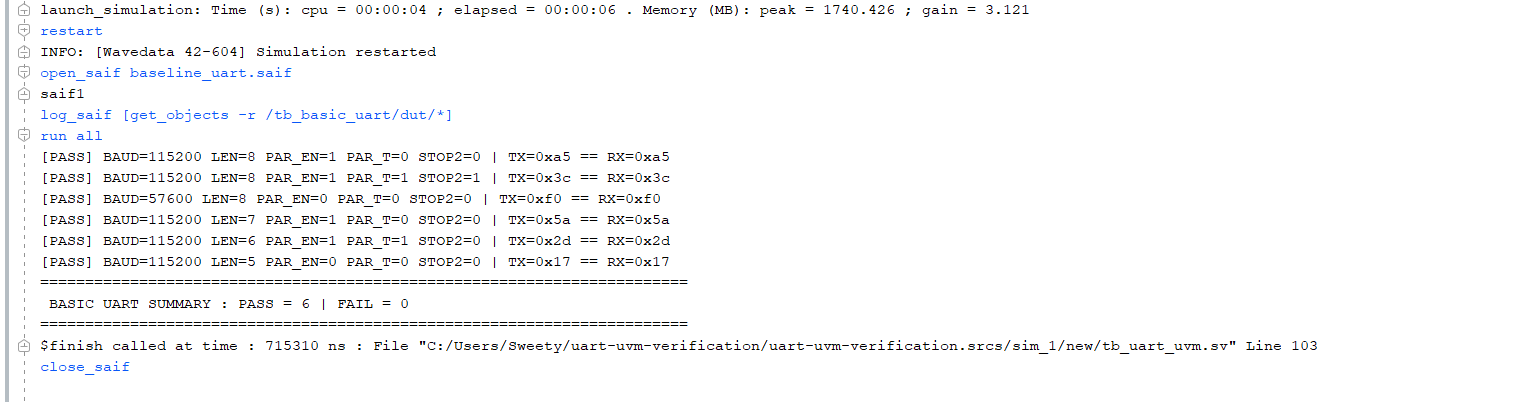 launch_simulation: Time (s): cpu = 00:00:04 ; elapsed = 00:00:06 . Memory (MB): peak = 1740.426 ; gain = 3.121
restart
INFO: [Wavedata 42-604] Simulation restarted
open_saif baseline_uart.saif
saif1
log_saif [get_objects -r /tb_basic_uart/dut/*]
run all
[PASS] BAUD=115200 LEN=8 PAR_EN=1 PAR_T=0 STOP2=0 | TX=0xa5 == RX=0xa5
[PASS] BAUD=115200 LEN=8 PAR_EN=1 PAR_T=1 STOP2=1 | TX=0x3c == RX=0x3c
[PASS] BAUD=57600 LEN=8 PAR_EN=0 PAR_T=0 STOP2=0 | TX=0xf0 == RX=0xf0
[PASS] BAUD=115200 LEN=7 PAR_EN=1 PAR_T=0 STOP2=0 | TX=0x5a == RX=0x5a
[PASS] BAUD=115200 LEN=6 PAR_EN=1 PAR_T=1 STOP2=0 | TX=0x2d == RX=0x2d
[PASS] BAUD=115200 LEN=5 PAR_EN=0 PAR_T=0 STOP2=0 | TX=0x17 == RX=0x17
========================================================================
BASIC UART SUMMARY : PASS = 6 | FAIL = 0
========================================================================
$finish called at time : 715310 ns : File "C:/Users/Sweety/uart-uvm-verification/uart-uvm-verification.srcs/sim_1/new/tb_uart_uvm.sv" Line 103
close_saif